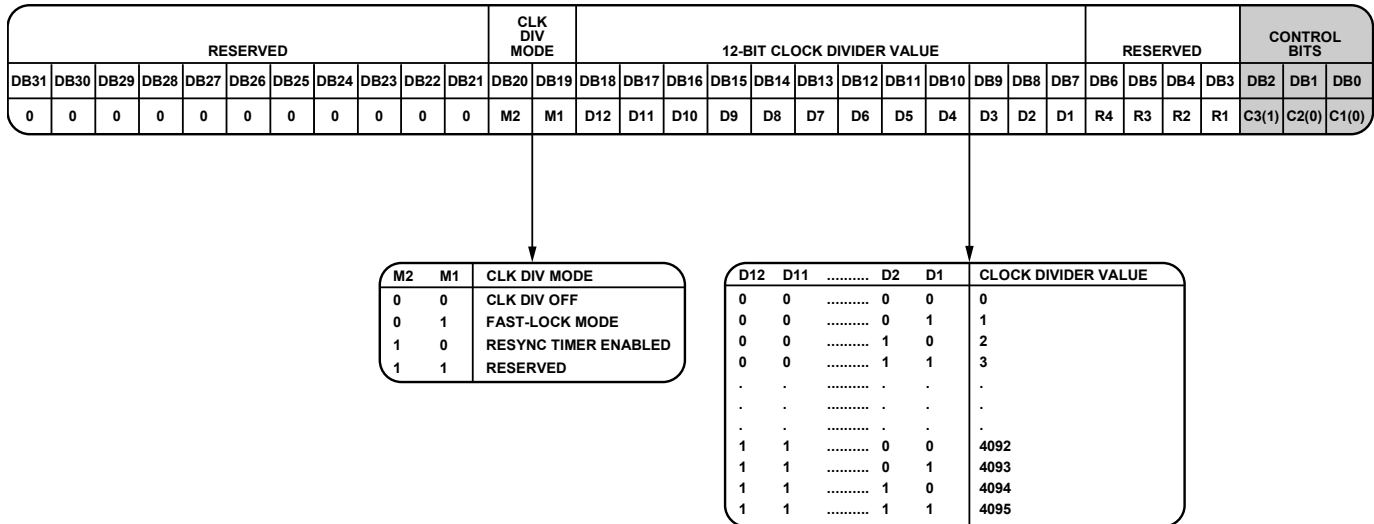 RESERVED
CLK
DIV
MODE
12-BIT CLOCK DIVIDER VALUE
RESERVED
CONTROL
BITS
DB31 DB30 DB29 DB28 DB27 DB26 DB25 DB24 DB23 DB22 DB21 DB20 DB19 DB18 DB17 DB16 DB15 DB14 DB13 DB12 DB11 DB10 DB9 DB8 DB7 DB6 DB5 DB4 DB3 DB2 DB1 DB0
0 0 0 0 0 0 0 0 0 0 0 M2 M1 D12 D11 D10 D9 D8 D7 D6 D5 D4 D3 D2 D1 R4 R3 R2 R1 C3(1) C2(0) C1(0)
M2 M1 CLK DIV MODE
0 0 CLK DIV OFF
0 1 FAST-LOCK MODE
1 0 RESYNC TIMER ENABLED
1 1 RESERVED
D12 D11 .......... D2 D1 CLOCK DIVIDER VALUE
0 0 .......... 0 0 0
0 0 .......... 0 1 1
0 0 .......... 1 0 2
0 0 .......... 1 1 3
. . .......... . . .
. . .......... . . .
. . .......... . . .
1 1 .......... 0 0 4092
1 1 .......... 0 1 4093
1 1 .......... 1 0 4094
1 1 .......... 1 1 4095